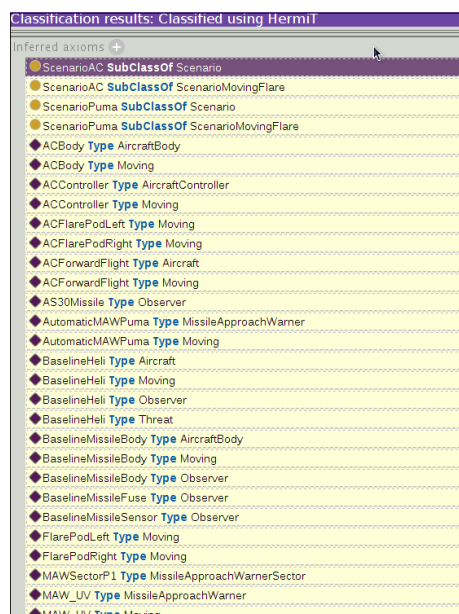 Classification results: Classified using HermiT
Inferred axioms
ScenarioAC SubClassOf Scenario
ScenarioAC SubClassOf ScenarioMovingFlare
ScenarioPuma SubClassOf Scenario
ScenarioPuma SubClassOf ScenarioMovingFlare
ACBody Type AircraftBody
ACBody Type Moving
ACController Type AircraftController
ACController Type Moving
ACFlarePodLeft Type Moving
ACFlarePodRight Type Moving
ACForwardFlight Type Aircraft
ACForwardFlight Type Moving
AS30Missile Type Observer
AutomaticMAWPuma Type MissileApproachWarner
AutomaticMAWPuma Type Moving
BaselineHeli Type Aircraft
BaselineHeli Type Moving
BaselineHeli Type Observer
BaselineHeli Type Threat
BaselineMissileBody Type AircraftBody
BaselineMissileBody Type Moving
BaselineMissileBody Type Observer
BaselineMissileFuse Type Observer
BaselineMissileSensor Type Observer
FlarePodLeft Type Moving
FlarePodRight Type Moving
MAWSectorP1 Type MissileApproachWarnerSector
MAW_UV Type MissileApproachWarner
MAW_UV Type Moving